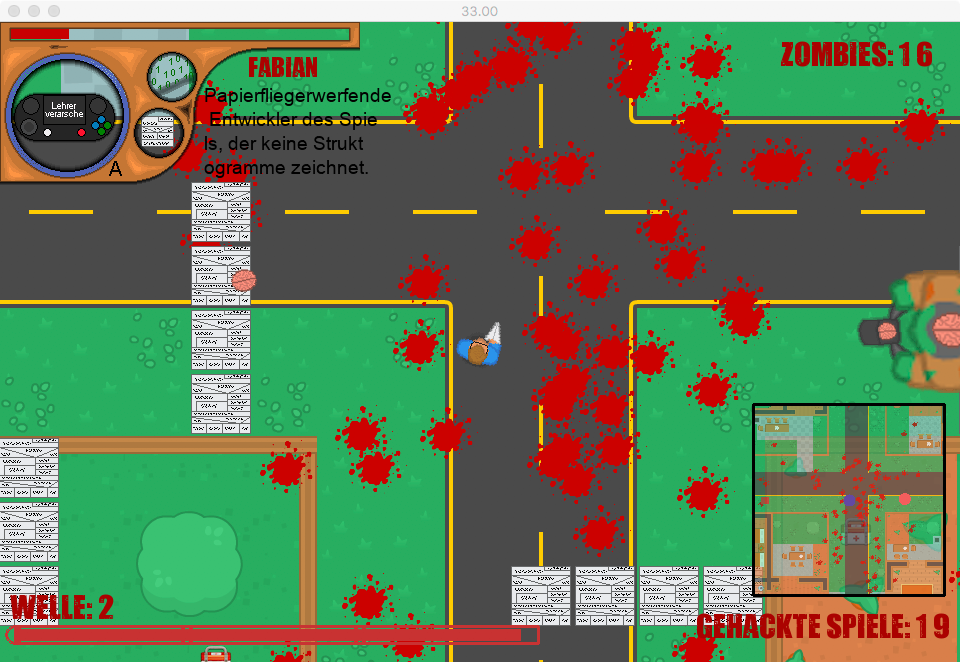 33.00
FABIAN
ZOMBIES: 16
Papierfliegerwerfende
Entwickler des Spie
ls, der keine Strukt
ogramme zeichnet.
Lehrer
verarsche
A
WELLE: 2
GEHACKTE SPIELE: 19